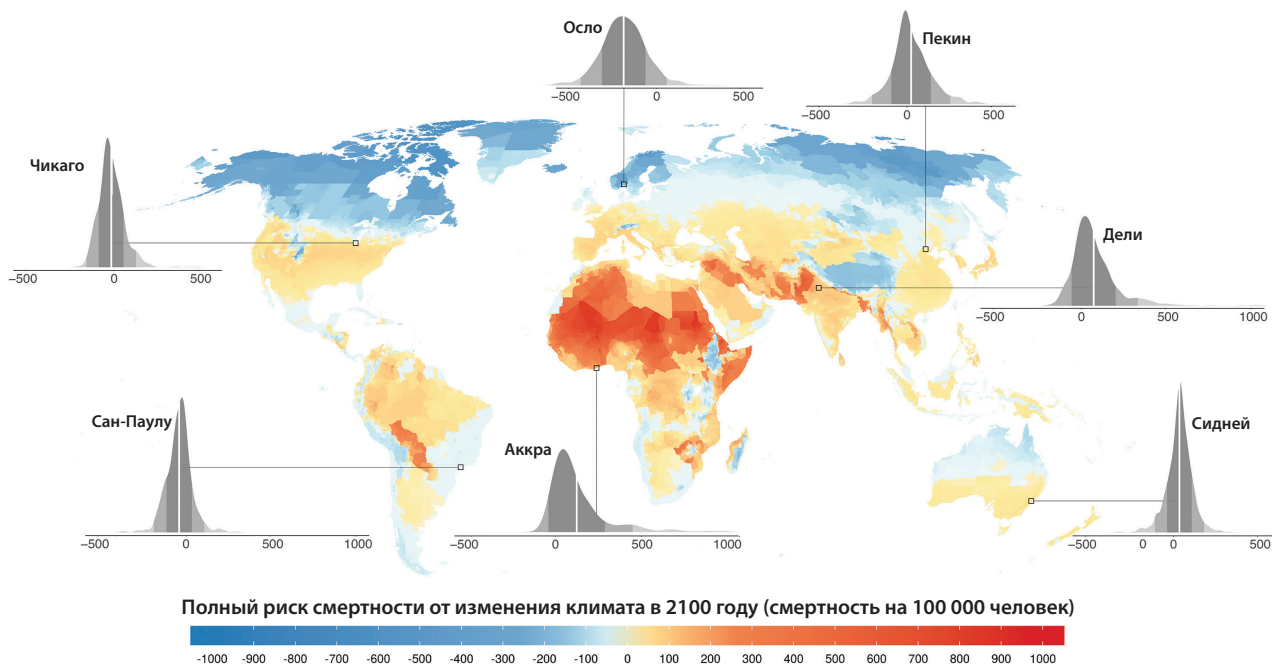 Осло
−500 0 500
Пекин
−500 0 500
Чикаго
−500 0 500
Дели
−500 0 500 1000
Сан-Паулу
−500 0 500 1000
Аккра
−500 0 500 1000
Сидней
−500 0 0 500
Полный риск смертности от изменения климата в 2100 году (смертность на 100 000 человек)
-1000 -900 -800 -700 -600 -500 -400 -300 -200 -100 0 100 200 300 400 500 600 700 800 900 1000